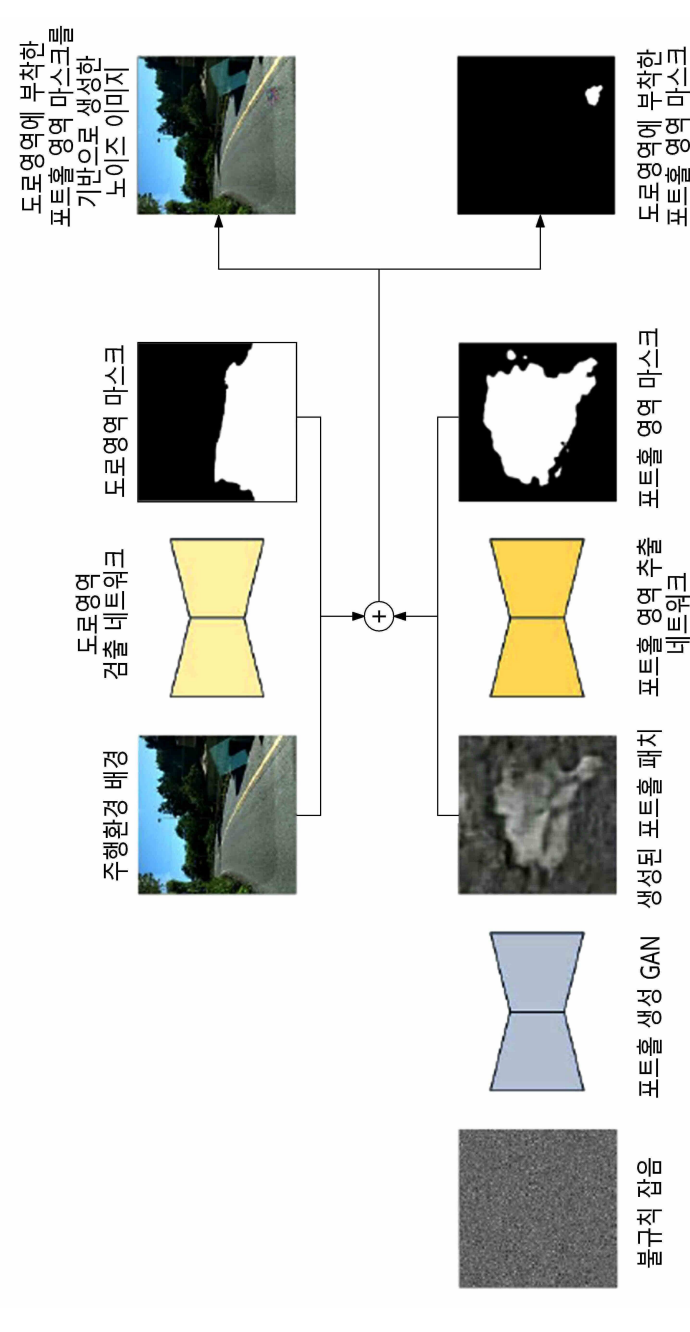 주행환경 배경
도로영역
검출 네트워크
도로영역 마스크
도로영역에 부착한
포트홀 영역 마스크를
기반으로 생성한
노이즈 이미지
+
불규칙 잡음
포트홀 생성 GAN
생성된 포트홀 패치
포트홀 영역 추출
네트워크
포트홀 영역 마스크
도로영역에 부착한
포트홀 영역 마스크